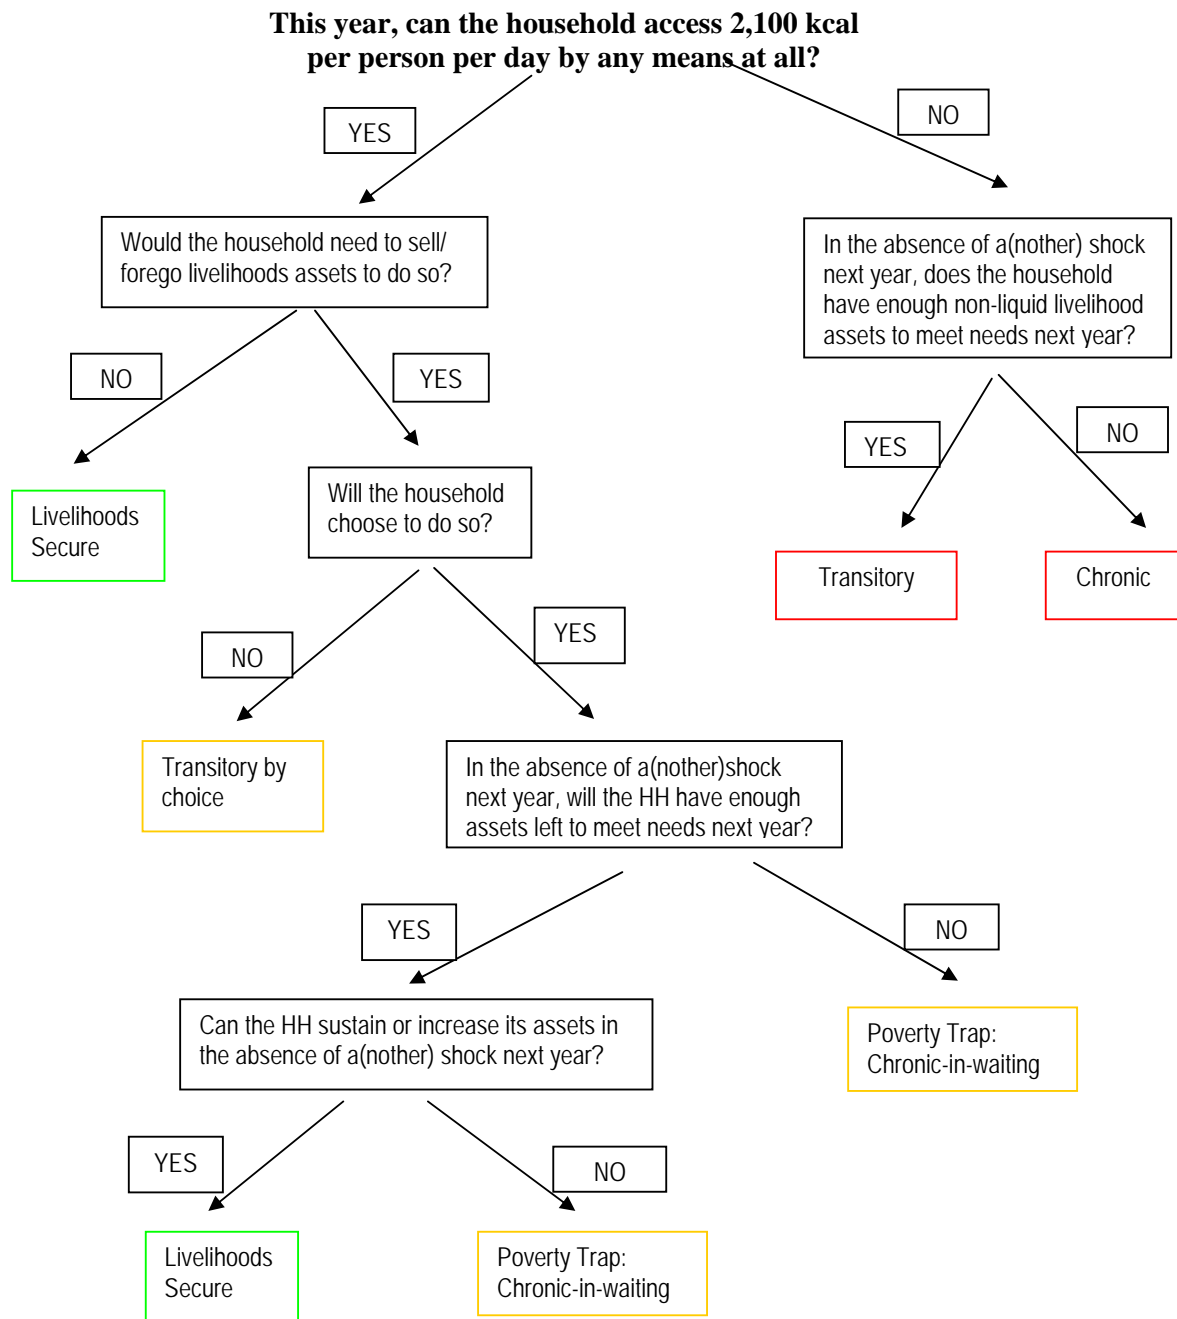 This year, can the household access 2,100 kcal
per person per day by any means at all?
YES
NO
Would the household need to sell/
forego livelihoods assets to do so?
In the absence of a(nother) shock
next year, does the household
have enough non-liquid livelihood
assets to meet needs next year?
NO
YES
YES
NO
Livelihoods
Secure
Will the household
choose to do so?
Transitory
Chronic
NO
YES
Transitory by
choice
In the absence of a(nother)shock
next year, will the HH have enough
assets left to meet needs next year?
YES
NO
Can the HH sustain or increase its assets in
the absence of a(nother) shock next year?
Poverty Trap:
Chronic-in-waiting
YES
NO
Livelihoods
Secure
Poverty Trap:
Chronic-in-waiting